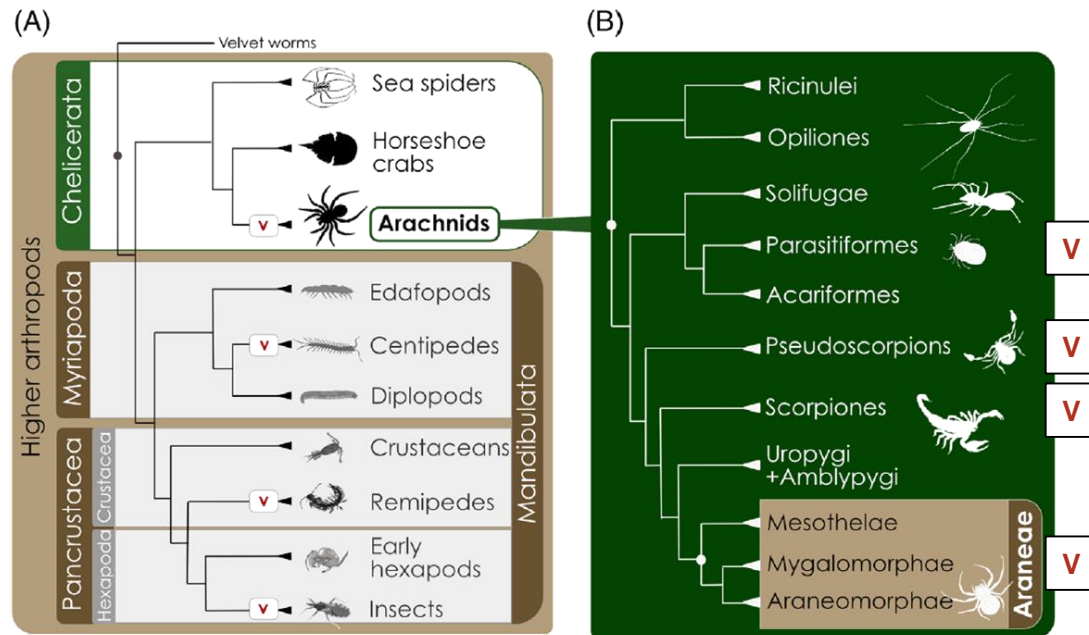 (A)
Velvet worms
Higher arthropods
Chelicerata
Sea spiders
Horseshoe
crabs
V
Arachnids
Myriapoda
Edafopods
V
Centipedes
Diplopods
Mandibulata
Pancrustacea
Crustacea
Crustaceans
V
Remipedes
Hexapoda
Early
hexapods
V
Insects
(B)
Ricinulei
Opiliones
Solifugae
Parasitiformes
V
Acariformes
Pseudoscorpions
V
Scorpiones
V
Uropygi
+Amblypygi
Mesothelae
Mygalomorphae
V
Araneomorphae
Araneae